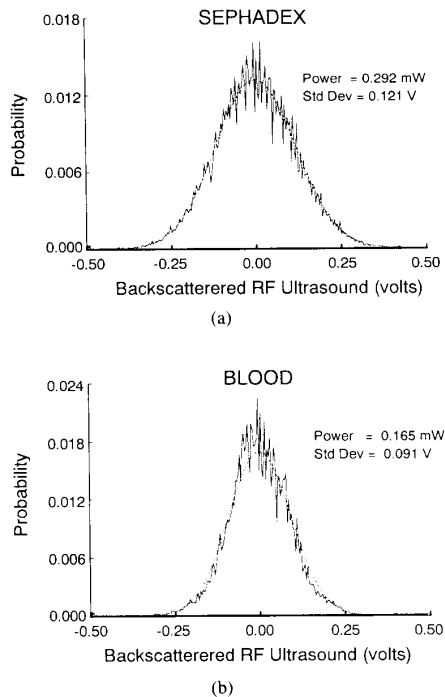 SEPHADEX
0.018
0.012
0.006
0.000
Probability
Power = 0.292 mW
Std Dev = 0.121 V
-0.50 -0.25 0.00 0.25 0.50
Backscatterered RF Ultrasound (volts)
(a)
BLOOD
0.024
0.018
0.012
0.006
0.000
Probability
Power = 0.165 mW
Std Dev = 0.091 V
-0.50 -0.25 0.00 0.25 0.50
Backscatterered RF Ultrasound (volts)
(b)